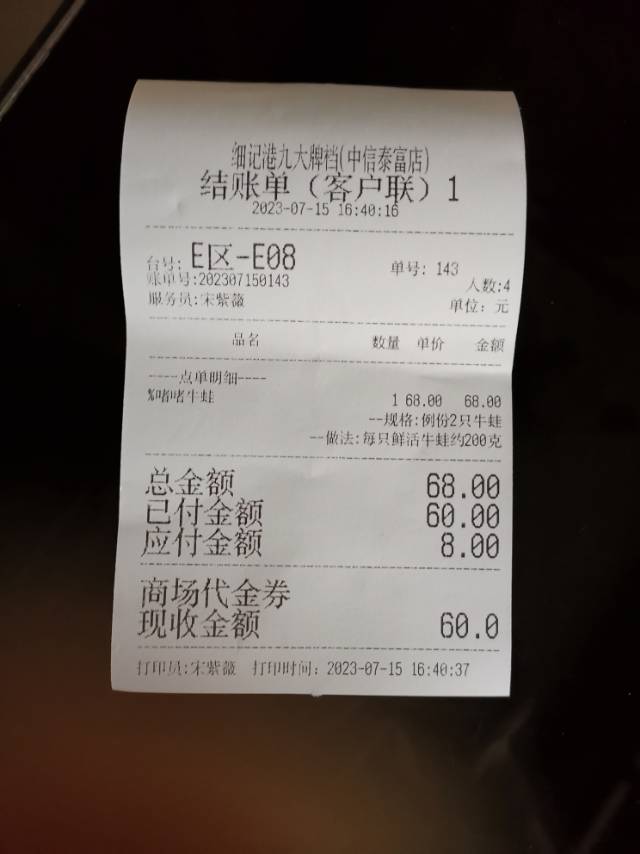 细记港九大牌档(中信泰富店)
结账单（客户联）1
2023-07-15 16:40:16
台号: E区-E08 单号: 143
账单号:202307150143 人数:4
服务员:宋紫薇 单位: 元
品名 数量 单价 金额
-----点单明细----
%啫啫牛蛙 1 68.00 68.00
--规格:例份2只牛蛙
--做法:每只鲜活牛蛙约200克
总金额 68.00
已付金额 60.00
应付金额 8.00
商场代金券
现收金额 60.0
打印员:宋紫薇 打印时间: 2023-07-15 16:40:37